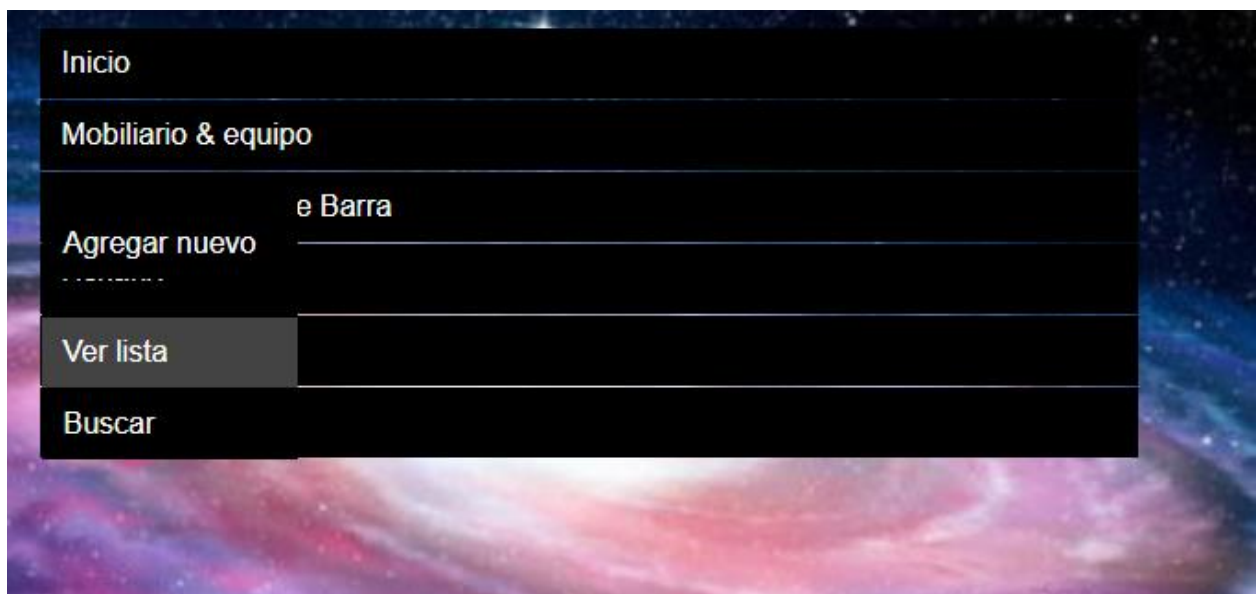 Inicio
Mobiliario & equipo
e Barra
Agregar nuevo
Ver lista
Buscar